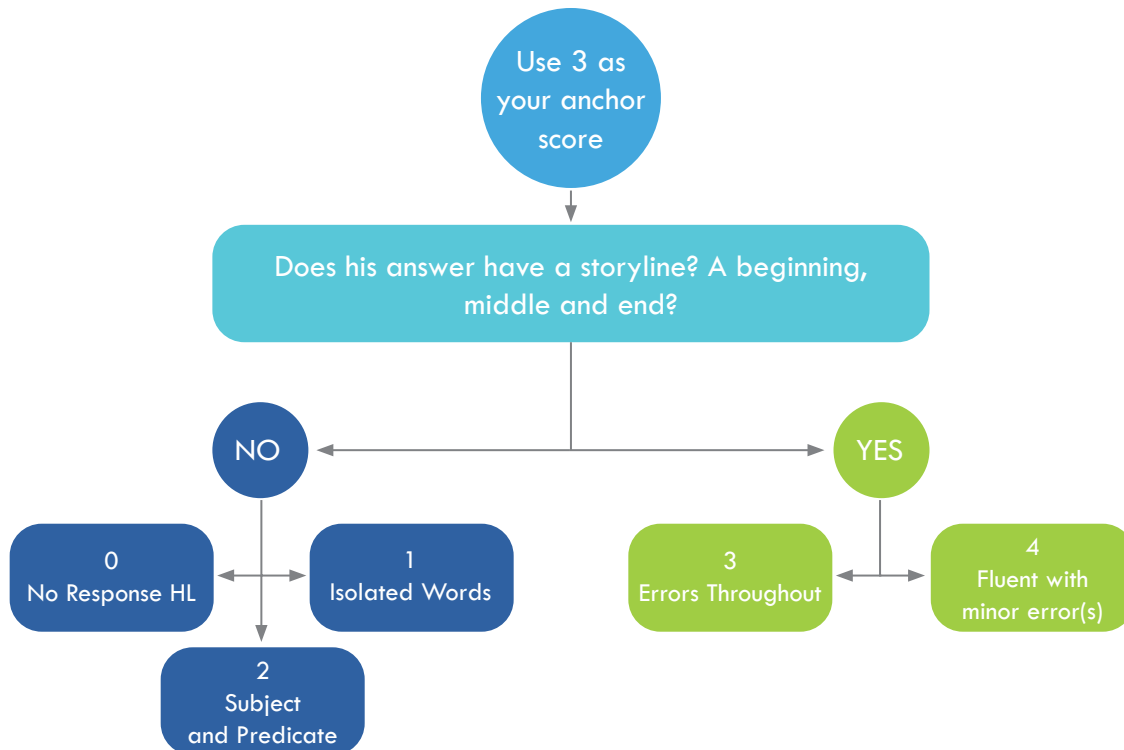 Use 3 as
your anchor
score
Does his answer have a storyline? A beginning,
middle and end?
NO
YES
0
No Response HL
1
Isolated Words
2
Subject
and Predicate
3
Errors Throughout
4
Fluent with
minor error(s)